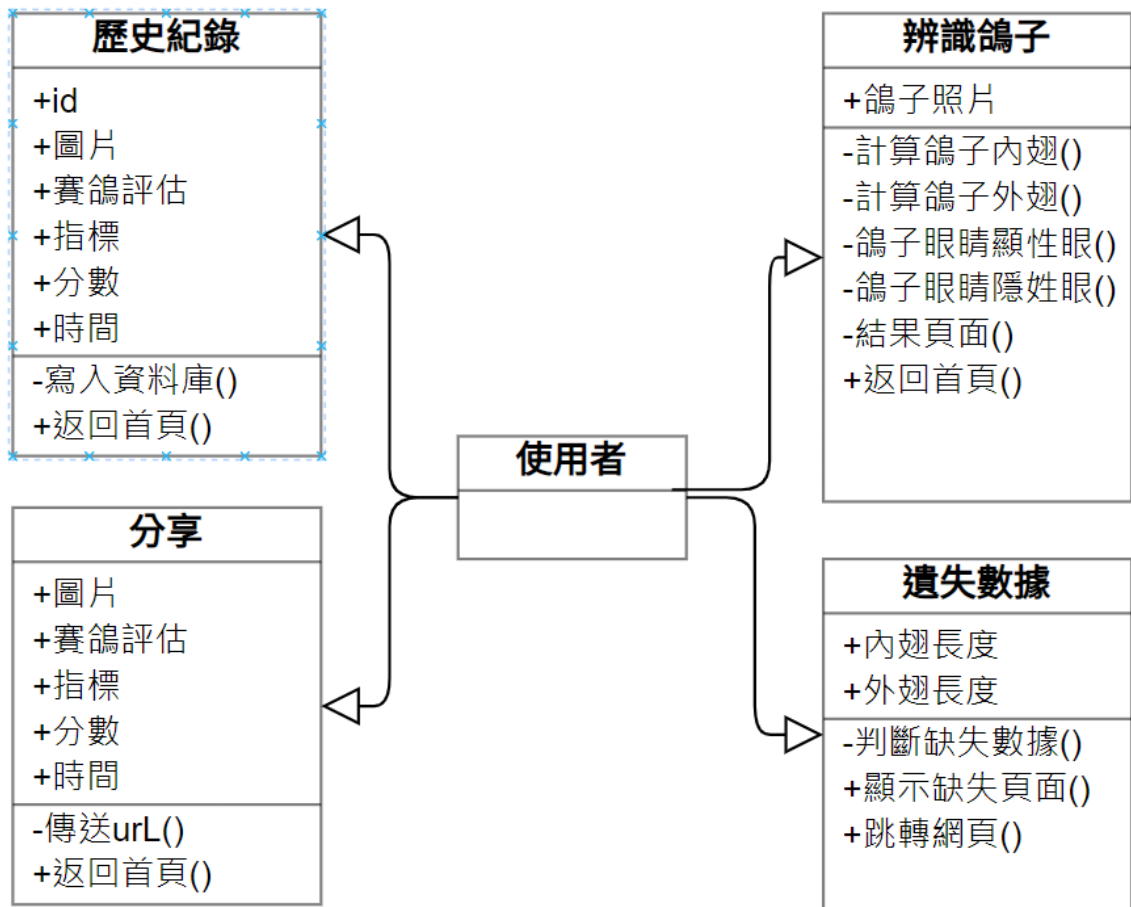 歷史紀錄
+id
+圖片
+賽鴿評估
+指標
+分數
+時間
-寫入資料庫()
+返回首頁()
辨識鴿子
+鴿子照片
-計算鴿子內翅()
-計算鴿子外翅()
-鴿子眼睛顯性眼()
-鴿子眼睛隱姓眼()
-結果頁面()
+返回首頁()
使用者
分享
+圖片
+賽鴿評估
+指標
+分數
+時間
-傳送urL()
+返回首頁()
遺失數據
+內翅長度
+外翅長度
-判斷缺失數據()
+顯示缺失頁面()
+跳轉網頁()